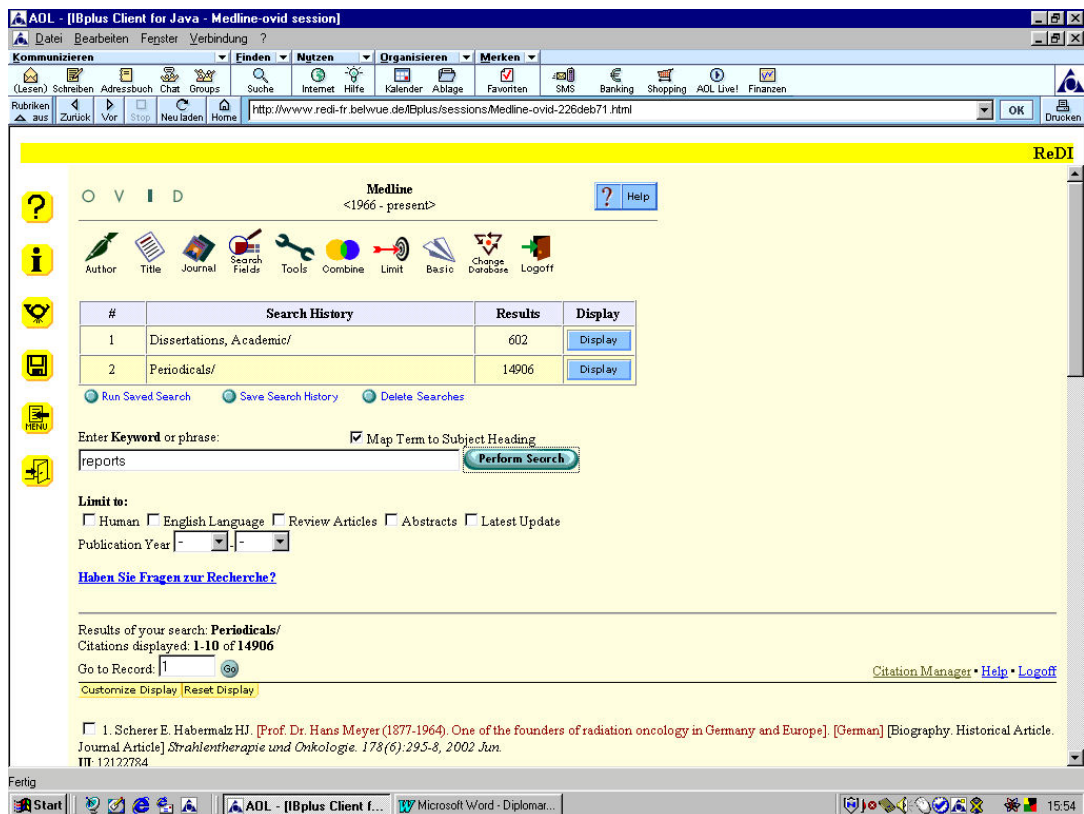 AOL - [IBplus Client for Java - Medline-ovid session]
Datei Bearbeiten Fenster Verbindung ?
Kommunizieren Finden Nutzen Organisieren Merken
(Lesen) Schreiben Adressbuch Chat Groups Suche Internet Hilfe Kalender Ablage Favoriten SMS Banking Shopping AOL Live! Finanzen
Rubriken aus Zurück Vor Stop Neu laden Home http://www.redi-fr.belwue.de/IBplus/sessions/Medline-ovid-226deb71.html OK Drucken
ReDI
O V I D Medline ? Help
<1966 - present>
Author Title Journal Search Fields Tools Combine Limit Basic Change Database Logoff
# Search History Results Display
1 Dissertations, Academic/ 602 Display
2 Periodicals/ 14906 Display
Run Saved Search Save Search History Delete Searches
MENU
Enter Keyword or phrase: Map Term to Subject Heading
reports Perform Search
Limit to:
Human English Language Review Articles Abstracts Latest Update
Publication Year - - -
Haben Sie Fragen zur Recherche?
Results of your search: Periodicals/
Citations displayed: 1-10 of 14906
Go to Record: 1 Go
Citation Manager • Help • Logoff
Customize Display Reset Display
1. Scherer E. Habermalz HJ. [Prof. Dr. Hans Meyer (1877-1964). One of the founders of radiation oncology in Germany and Europe]. [German] [Biography. Historical Article.
Journal Article] Strahlentherapie und Onkologie. 178(6):295-8, 2002 Jun.
UI: 12122784
Fertig
Start AOL - [IBplus Client f... Microsoft Word - Diplomar... 15:54